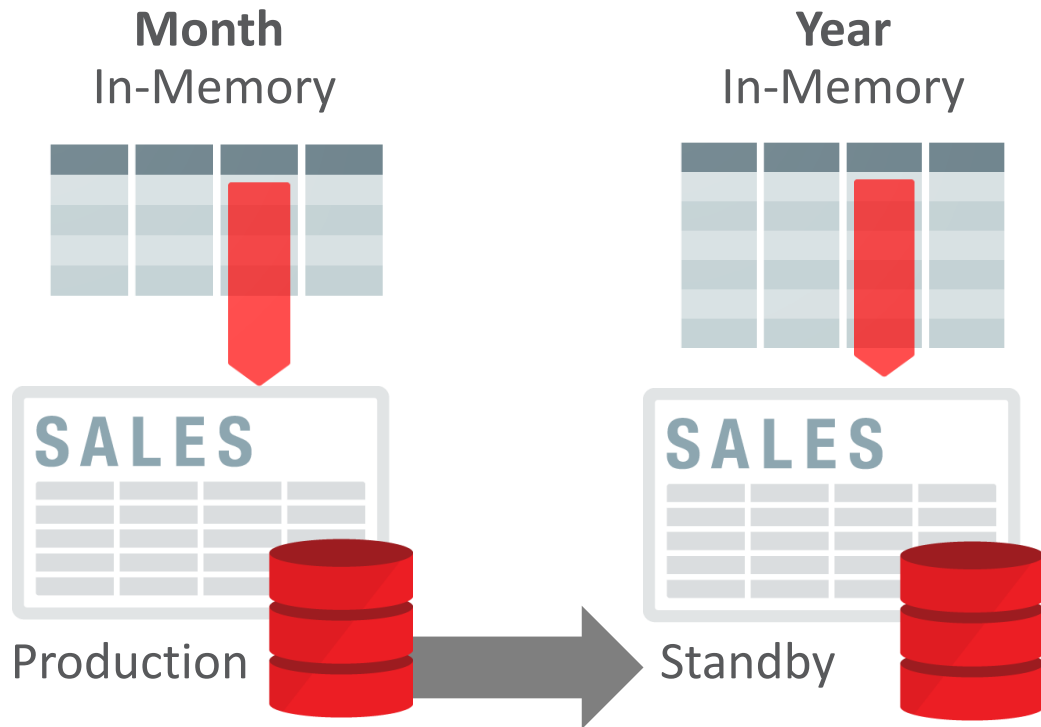 Month
In-Memory
Year
In-Memory
SALES
SALES
Production
Standby